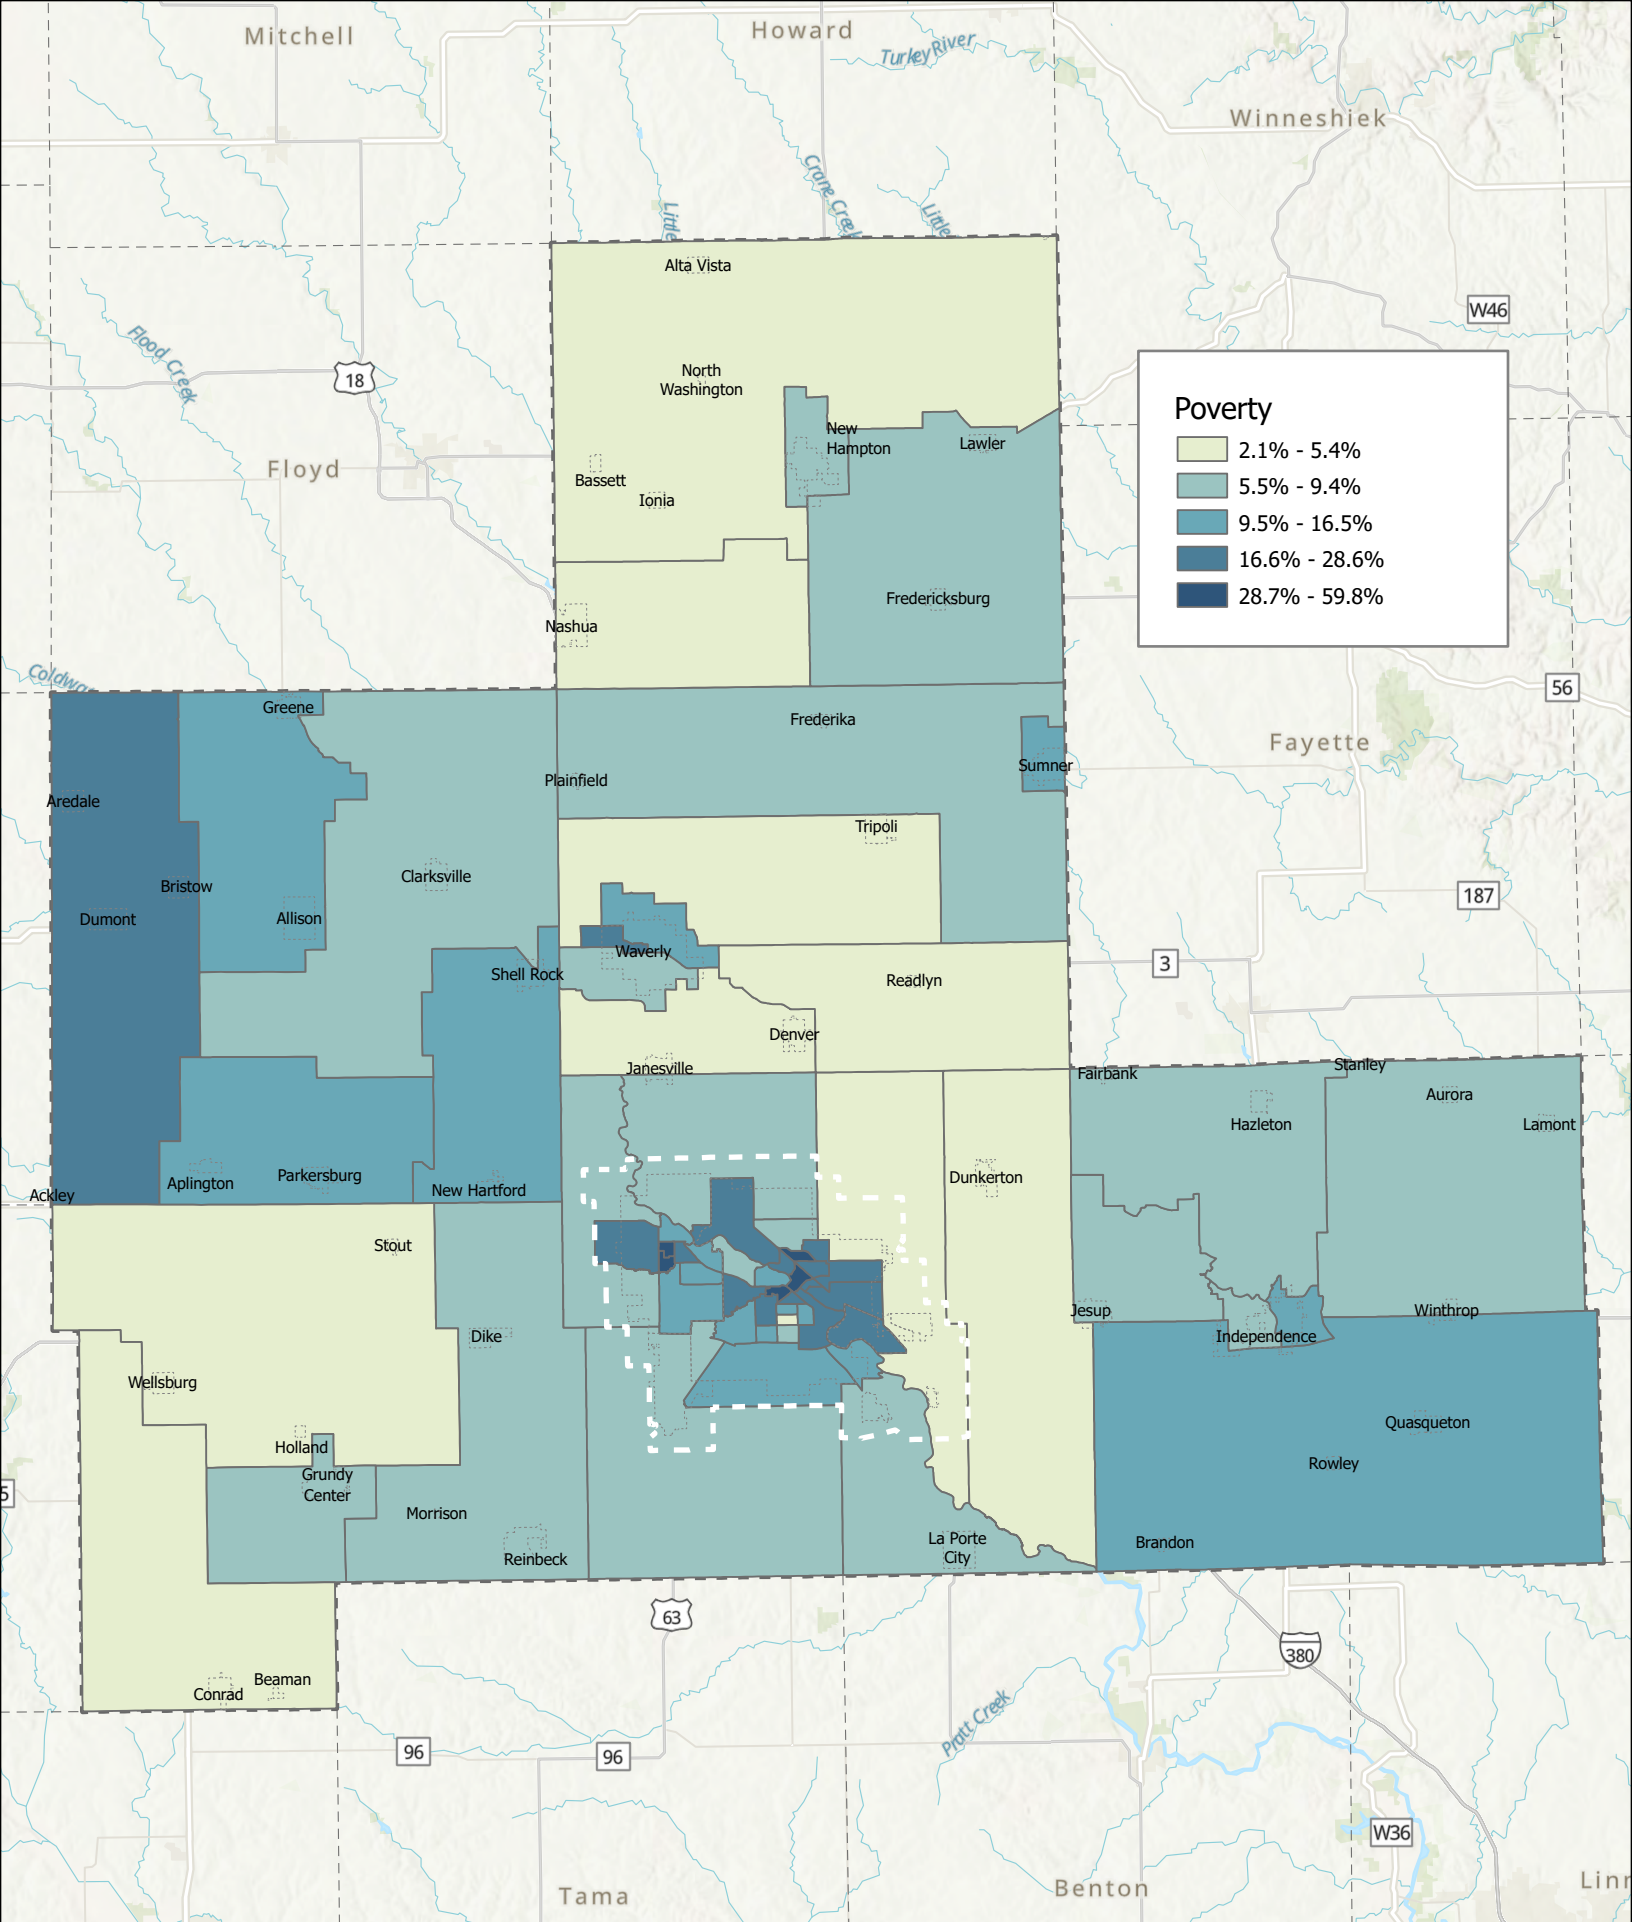 Mitchell
Howard
Turkey River
Winneshiek
Crane Creek
Little
Little
Alta Vista
W46
Flood Creek
18
North
Washington
Poverty
2.1% - 5.4%
5.5% - 9.4%
9.5% - 16.5%
16.6% - 28.6%
28.7% - 59.8%
New
Hampton
Lawler
Floyd
Bassett
Ionia
Fredericksburg
Nashua
Coldwa
56
Greene
Frederika
Fayette
Sumner
Plainfield
Aredale
Tripoli
Clarksville
Bristow
187
Dumont
Allison
Waverly
3
Shell Rock
Readlyn
Denver
Janesville
Fairbank
Stanley
Aurora
Hazleton
Lamont
Aplington
Parkersburg
New Hartford
Dunkerton
Ackley
Stout
Jesup
Winthrop
Dike
Independence
Wellsburg
Quasqueton
Holland
Rowley
Grundy
Center
5
Morrison
La Porte
City
Brandon
Reinbeck
63
380
Beaman
Conrad
Pratt Creek
96
96
W36
Tama
Benton
Linn